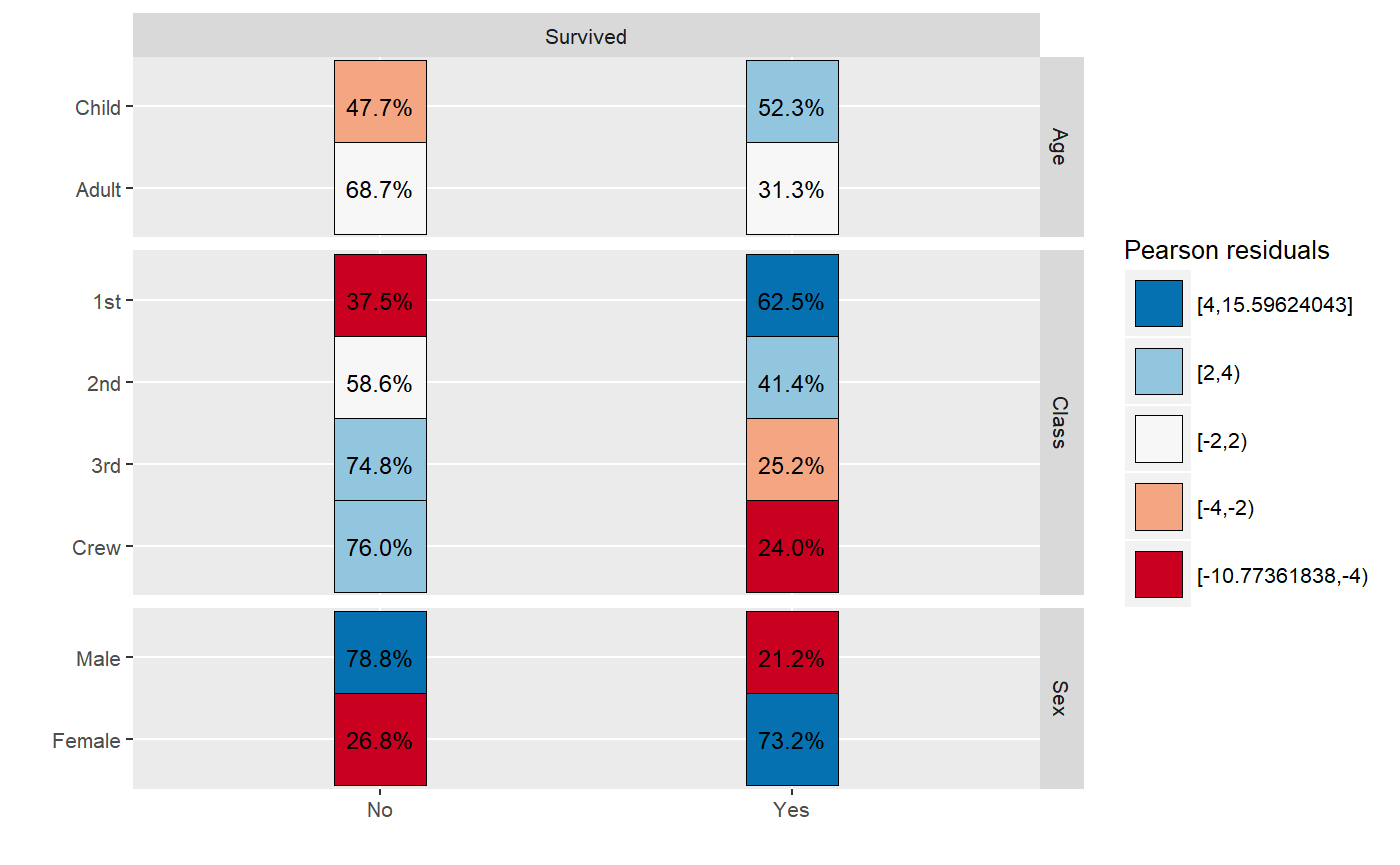 Survived
Child 47.7% 52.3%
Adult 68.7% 31.3%
Age
1st 37.5% 62.5%
2nd 58.6% 41.4%
3rd 74.8% 25.2%
Crew 76.0% 24.0%
Class
Male 78.8% 21.2%
Female 26.8% 73.2%
Sex
No Yes
Pearson residuals
[4,15.59624043]
[2,4)
[-2,2)
[-4,-2)
[-10.77361838,-4)